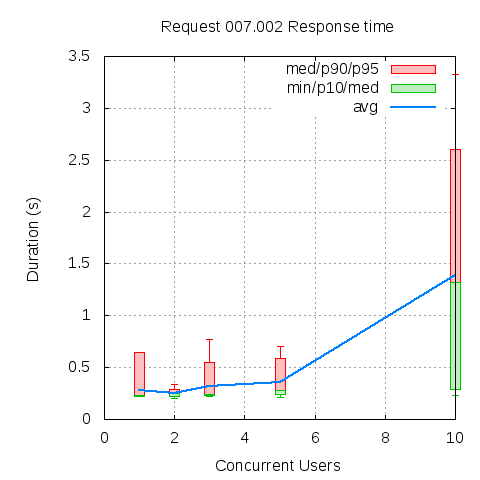 Request 007.002 Response time
med/p90/p95
min/p10/med
avg
Duration (s)
3.5
3
2.5
2
1.5
1
0.5
0
0 2 4 6 8 10
Concurrent Users